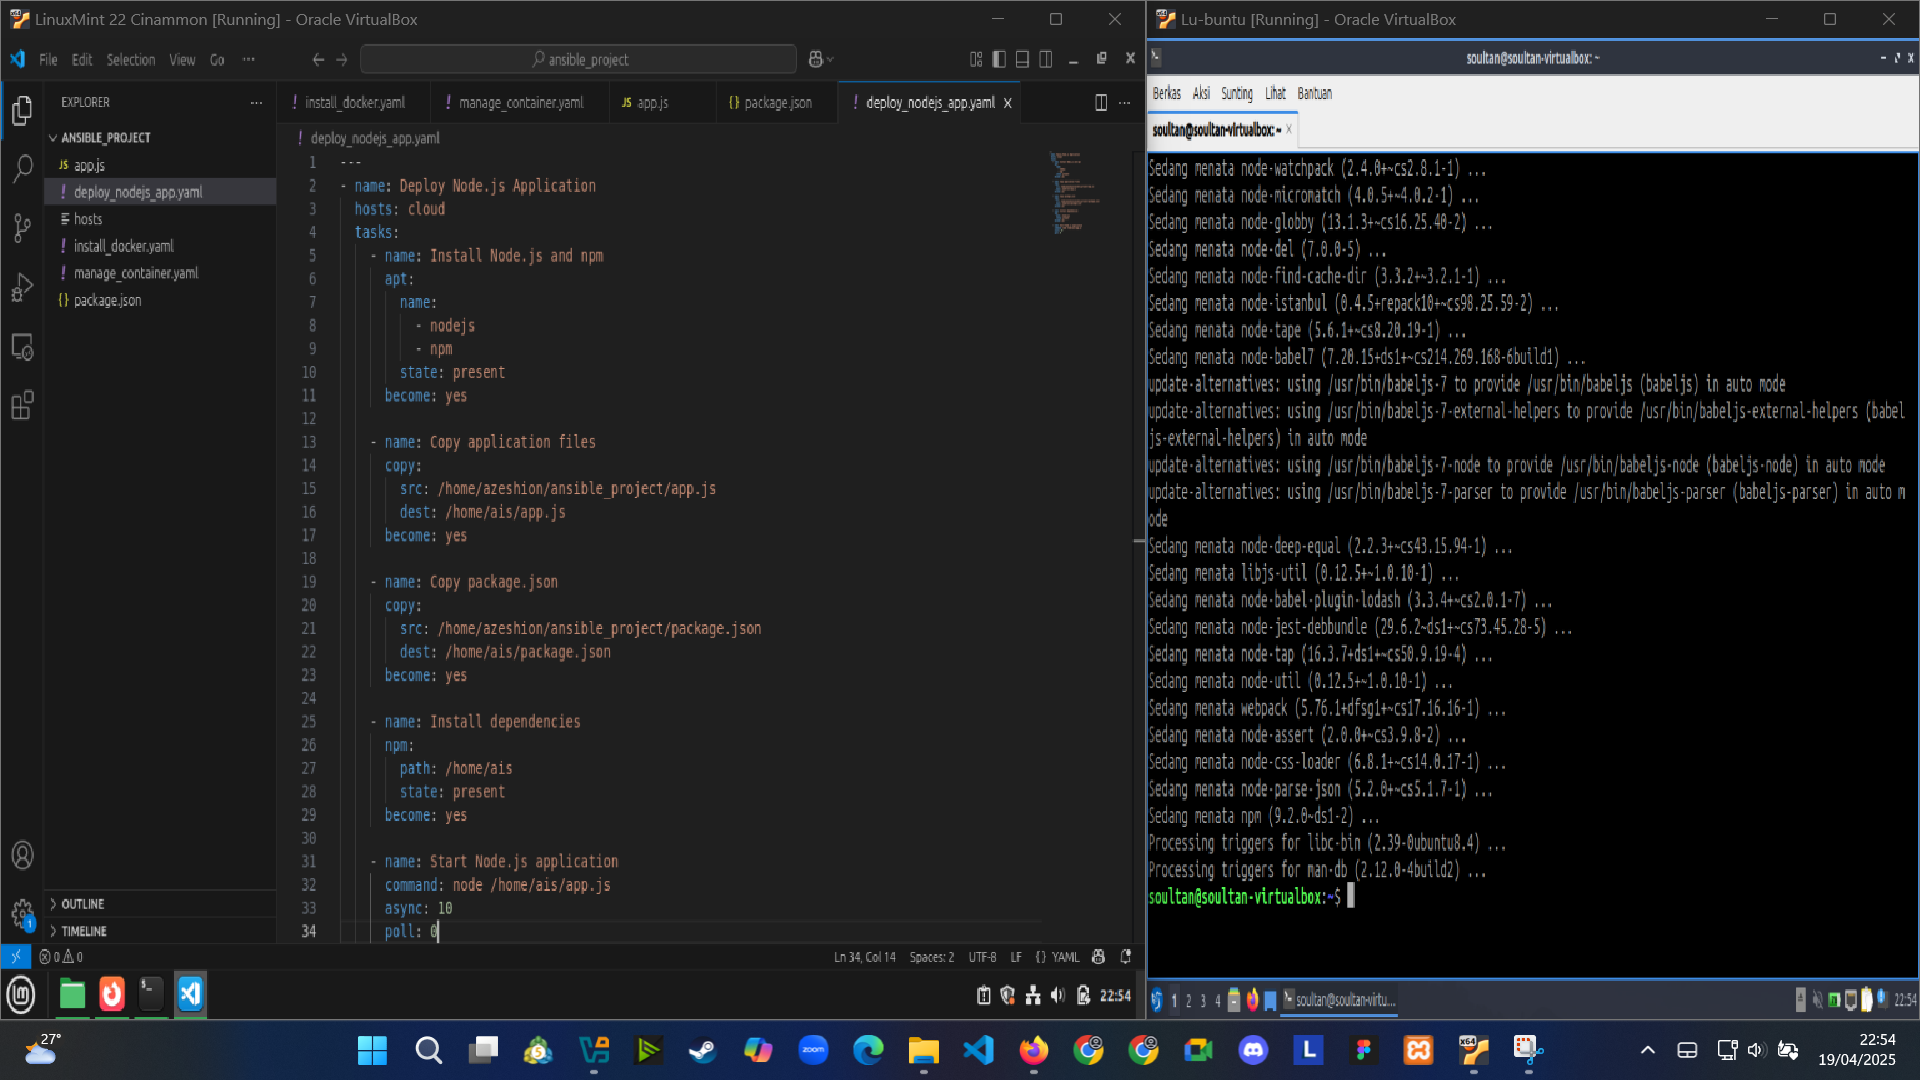 LinuxMint 22 Cinammon [Running] - Oracle VirtualBox
File Edit Selection View Go ...
ansible_project
EXPLORER
ANSIBLE_PROJECT
JS app.js
! deploy_nodejs_app.yaml
hosts
! install_docker.yaml
! manage_container.yaml
{} package.json
OUTLINE
TIMELINE
! install_docker.yaml ! manage_container.yaml JS app.js {} package.json ! deploy_nodejs_app.yaml
! deploy_nodejs_app.yaml
1 ---
2 - name: Deploy Node.js Application
3 hosts: cloud
4 tasks:
5 - name: Install Node.js and npm
6 apt:
7 name:
8 - nodejs
9 - npm
10 state: present
11 become: yes
12
13 - name: Copy application files
14 copy:
15 src: /home/azeshion/ansible_project/app.js
16 dest: /home/ais/app.js
17 become: yes
18
19 - name: Copy package.json
20 copy:
21 src: /home/azeshion/ansible_project/package.json
22 dest: /home/ais/package.json
23 become: yes
24
25 - name: Install dependencies
26 npm:
27 path: /home/ais
28 state: present
29 become: yes
30
31 - name: Start Node.js application
32 command: node /home/ais/app.js
33 async: 10
34 poll: 0
1
0 0 Ln 34, Col 14 Spaces: 2 UTF-8 LF {} YAML
22:54
Lu-buntu [Running] - Oracle VirtualBox
soultan@soultan-virtualbox: ~
Berkas Aksi Sunting Lihat Bantuan
soultan@soultan-virtualbox: ~
Sedang menata node-watchpack (2.4.0+~cs2.8.1-1) ...
Sedang menata node-micromatch (4.0.5+~4.0.2-1) ...
Sedang menata node-globby (13.1.3+~cs16.25.40-2) ...
Sedang menata node-del (7.0.0-5) ...
Sedang menata node-find-cache-dir (3.3.2+~3.2.1-1) ...
Sedang menata node-istanbul (0.4.5+repack10+~cs98.25.59-2) ...
Sedang menata node-tape (5.6.1+~cs8.20.19-1) ...
Sedang menata node-babel7 (7.20.15+ds1+~cs214.269.168-6build1) ...
update-alternatives: using /usr/bin/babeljs-7 to provide /usr/bin/babeljs (babeljs) in auto mode
update-alternatives: using /usr/bin/babeljs-7-external-helpers to provide /usr/bin/babeljs-external-helpers (babel
js-external-helpers) in auto mode
update-alternatives: using /usr/bin/babeljs-7-node to provide /usr/bin/babeljs-node (babeljs-node) in auto mode
update-alternatives: using /usr/bin/babeljs-7-parser to provide /usr/bin/babeljs-parser (babeljs-parser) in auto m
ode
Sedang menata node-deep-equal (2.2.3+~cs43.15.94-1) ...
Sedang menata libjs-util (0.12.5+~1.0.10-1) ...
Sedang menata node-babel-plugin-lodash (3.3.4+~cs2.0.1-7) ...
Sedang menata node-jest-debbundle (29.6.2~ds1+~cs73.45.28-5) ...
Sedang menata node-tap (16.3.7+ds1+~cs50.9.19-4) ...
Sedang menata node-util (0.12.5+~1.0.10-1) ...
Sedang menata webpack (5.76.1+dfsg1+~cs17.16.16-1) ...
Sedang menata node-assert (2.0.0+~cs3.9.8-2) ...
Sedang menata node-css-loader (6.8.1+~cs14.0.17-1) ...
Sedang menata node-parse-json (5.2.0+~cs5.1.7-1) ...
Sedang menata npm (9.2.0~ds1-2) ...
Processing triggers for libc-bin (2.39-0ubuntu8.4) ...
Processing triggers for man-db (2.12.0-4build2) ...
soultan@soultan-virtualbox:~$
1 2 3 4 soultan@soultan-virtu... 22:54
27°
zoom
L
x64
22:54
19/04/2025